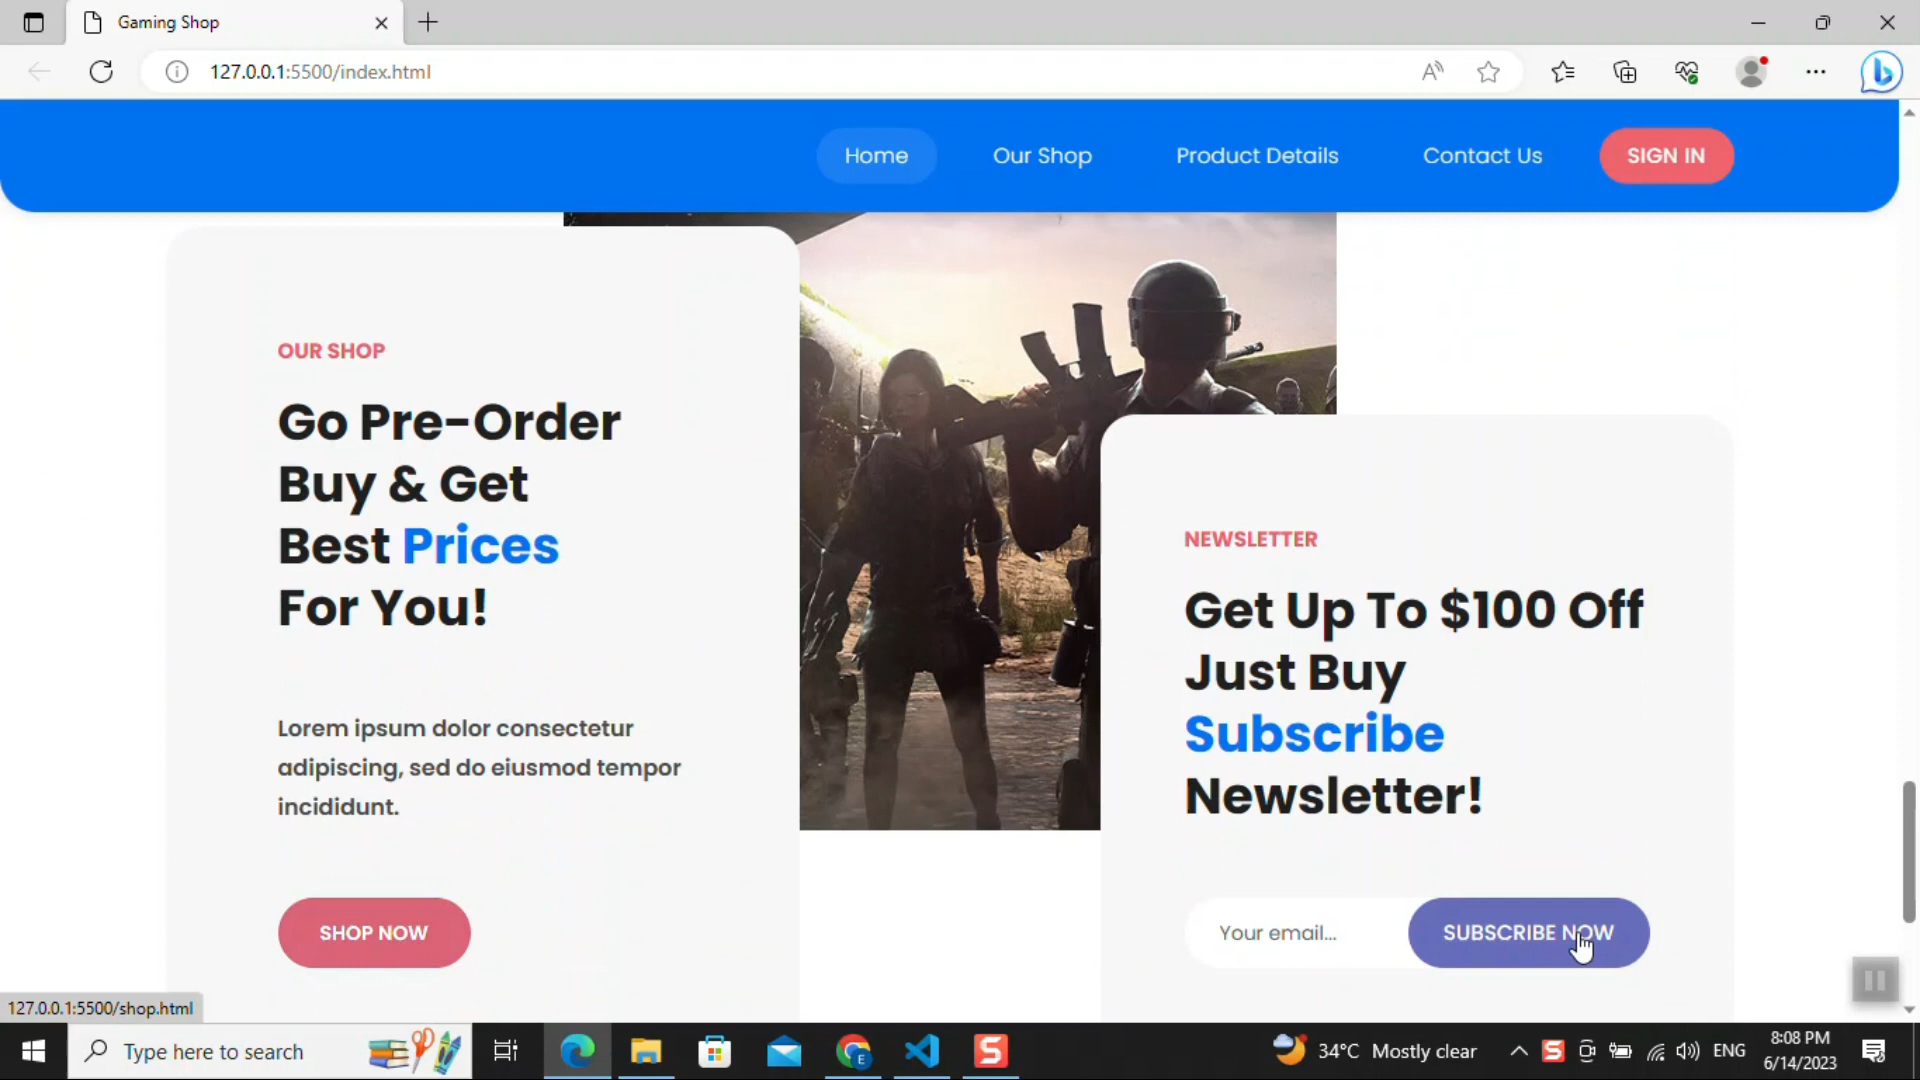 Gaming Shop
127.0.0.1:5500/index.html
Home
Our Shop
Product Details
Contact Us
SIGN IN
OUR SHOP
Go Pre-Order
Buy & Get
Best Prices
For You!
Lorem ipsum dolor consectetur
adipiscing, sed do eiusmod tempor
incididunt.
SHOP NOW
NEWSLETTER
Get Up To $100 Off
Just Buy
Subscribe
Newsletter!
Your email...
SUBSCRIBE NOW
127.0.0.1:5500/shop.html
Type here to search
34°C Mostly clear
ENG
8:08 PM
6/14/2023